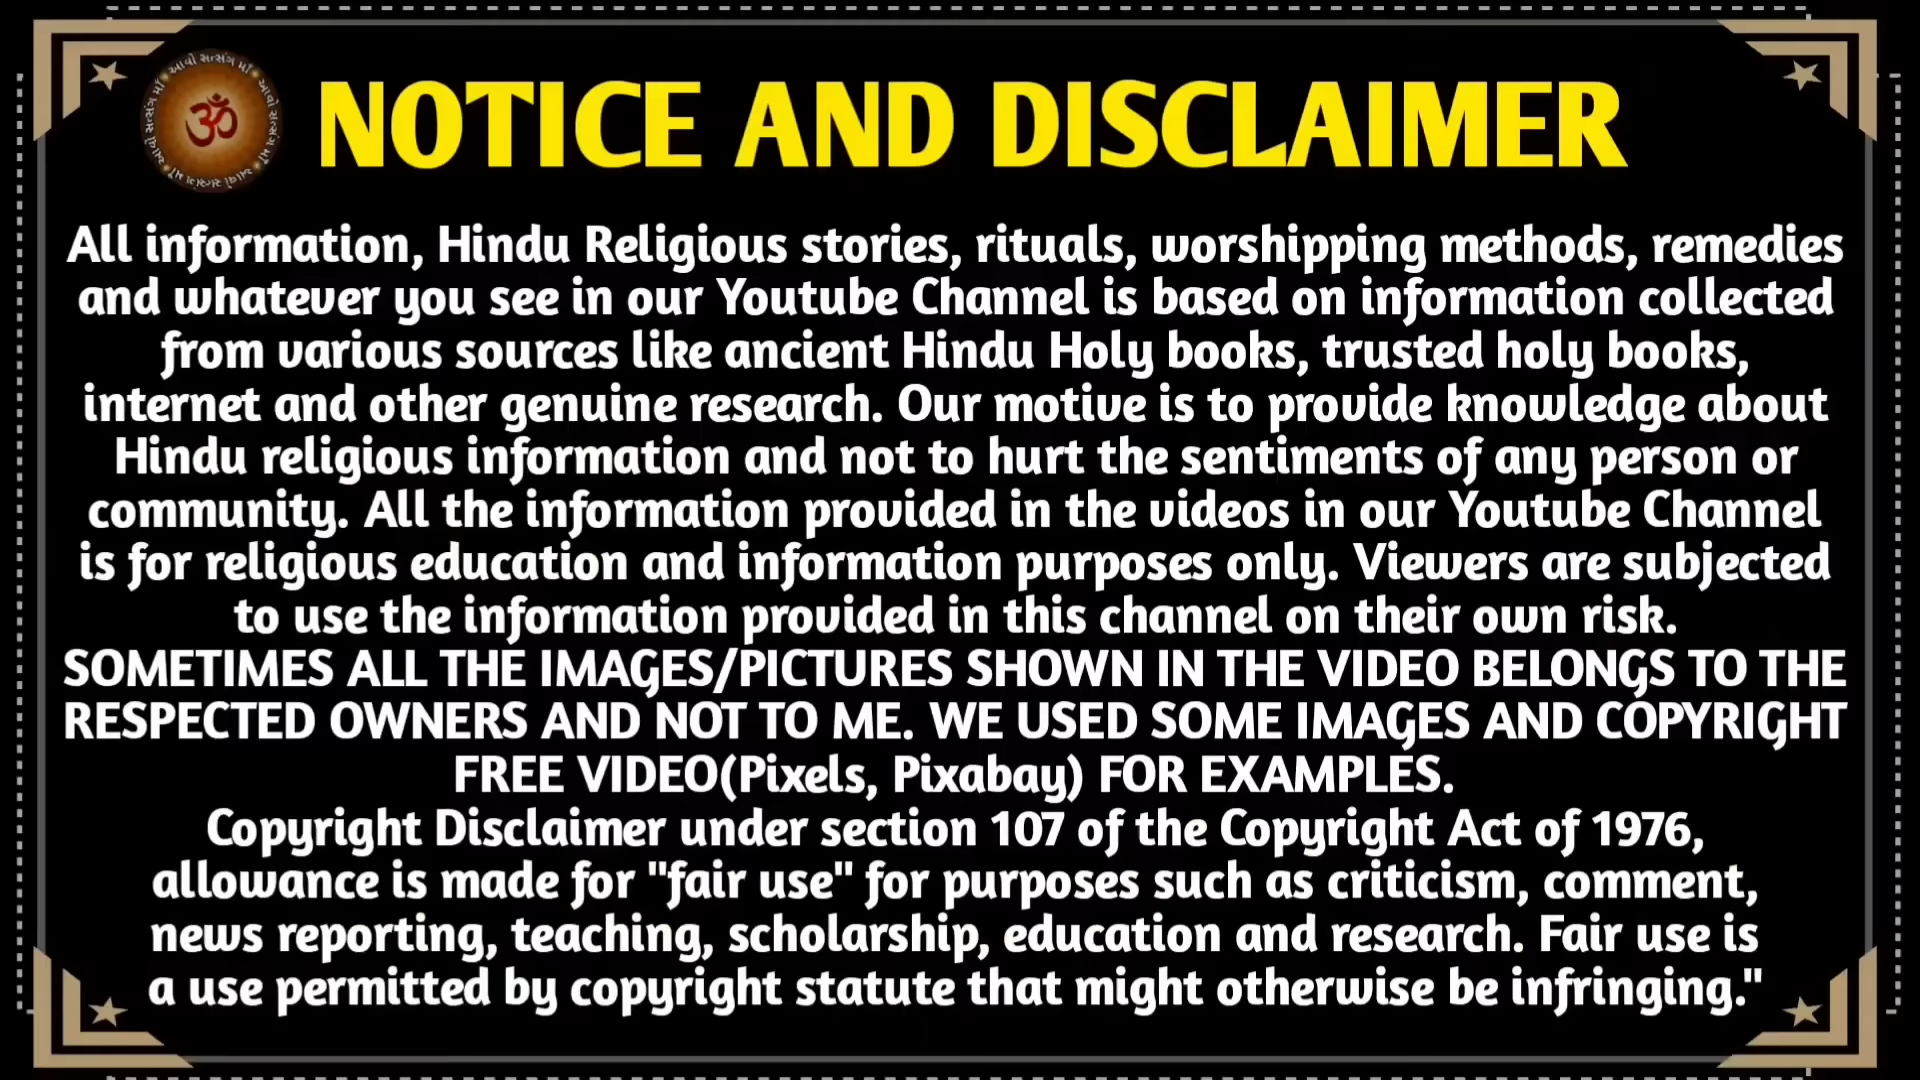 આવો સત્સંગ માઁ • આવો સત્સંગ માઁ • આવો સત્સંગ માઁ • આવો સત્સંગ માઁ
ॐ
NOTICE AND DISCLAIMER
All information, Hindu Religious stories, rituals, worshipping methods, remedies
and whatever you see in our Youtube Channel is based on information collected
from various sources like ancient Hindu Holy books, trusted holy books,
internet and other genuine research. Our motive is to provide knowledge about
Hindu religious information and not to hurt the sentiments of any person or
community. All the information provided in the videos in our Youtube Channel
is for religious education and information purposes only. Viewers are subjected
to use the information provided in this channel on their own risk.
SOMETIMES ALL THE IMAGES/PICTURES SHOWN IN THE VIDEO BELONGS TO THE
RESPECTED OWNERS AND NOT TO ME. WE USED SOME IMAGES AND COPYRIGHT
FREE VIDEO(Pixels, Pixabay) FOR EXAMPLES.
Copyright Disclaimer under section 107 of the Copyright Act of 1976,
allowance is made for "fair use" for purposes such as criticism, comment,
news reporting, teaching, scholarship, education and research. Fair use is
a use permitted by copyright statute that might otherwise be infringing."